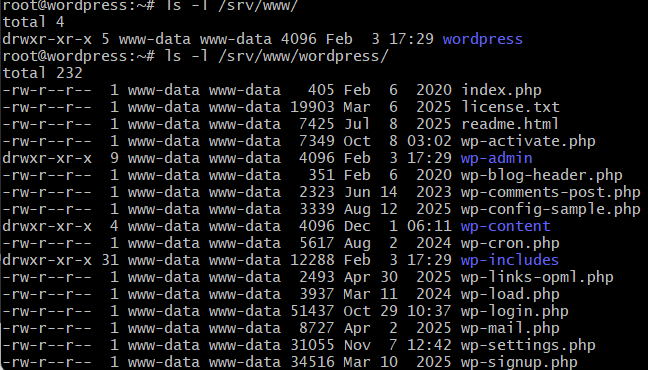 root@wordpress:~# ls -l /srv/www/
total 4
drwxr-xr-x 5 www-data www-data 4096 Feb  3 17:29 wordpress
root@wordpress:~# ls -l /srv/www/wordpress/
total 232
-rw-r--r--  1 www-data www-data   405 Feb  6  2020 index.php
-rw-r--r--  1 www-data www-data 19903 Mar  6  2025 license.txt
-rw-r--r--  1 www-data www-data  7425 Jul  8  2025 readme.html
-rw-r--r--  1 www-data www-data  7349 Oct  8 03:02 wp-activate.php
drwxr-xr-x  9 www-data www-data  4096 Feb  3 17:29 wp-admin
-rw-r--r--  1 www-data www-data   351 Feb  6  2020 wp-blog-header.php
-rw-r--r--  1 www-data www-data  2323 Jun 14  2023 wp-comments-post.php
-rw-r--r--  1 www-data www-data  3339 Aug 12  2025 wp-config-sample.php
drwxr-xr-x  4 www-data www-data  4096 Dec  1 06:11 wp-content
-rw-r--r--  1 www-data www-data  5617 Aug  2  2024 wp-cron.php
drwxr-xr-x 31 www-data www-data 12288 Feb  3 17:29 wp-includes
-rw-r--r--  1 www-data www-data  2493 Apr 30  2025 wp-links-opml.php
-rw-r--r--  1 www-data www-data  3937 Mar 11  2024 wp-load.php
-rw-r--r--  1 www-data www-data 51437 Oct 29 10:37 wp-login.php
-rw-r--r--  1 www-data www-data  8727 Apr  2  2025 wp-mail.php
-rw-r--r--  1 www-data www-data 31055 Nov  7 12:42 wp-settings.php
-rw-r--r--  1 www-data www-data 34516 Mar 10  2025 wp-signup.php